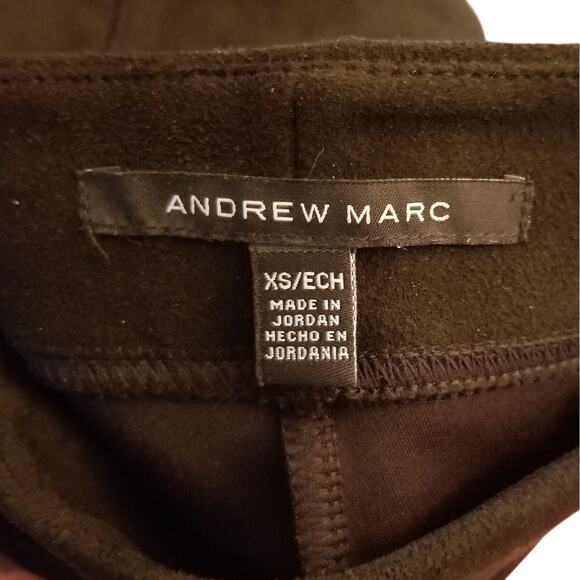 ANDREW MARC
XS/ECH
MADE IN
JORDAN
HECHO EN
JORDANIA